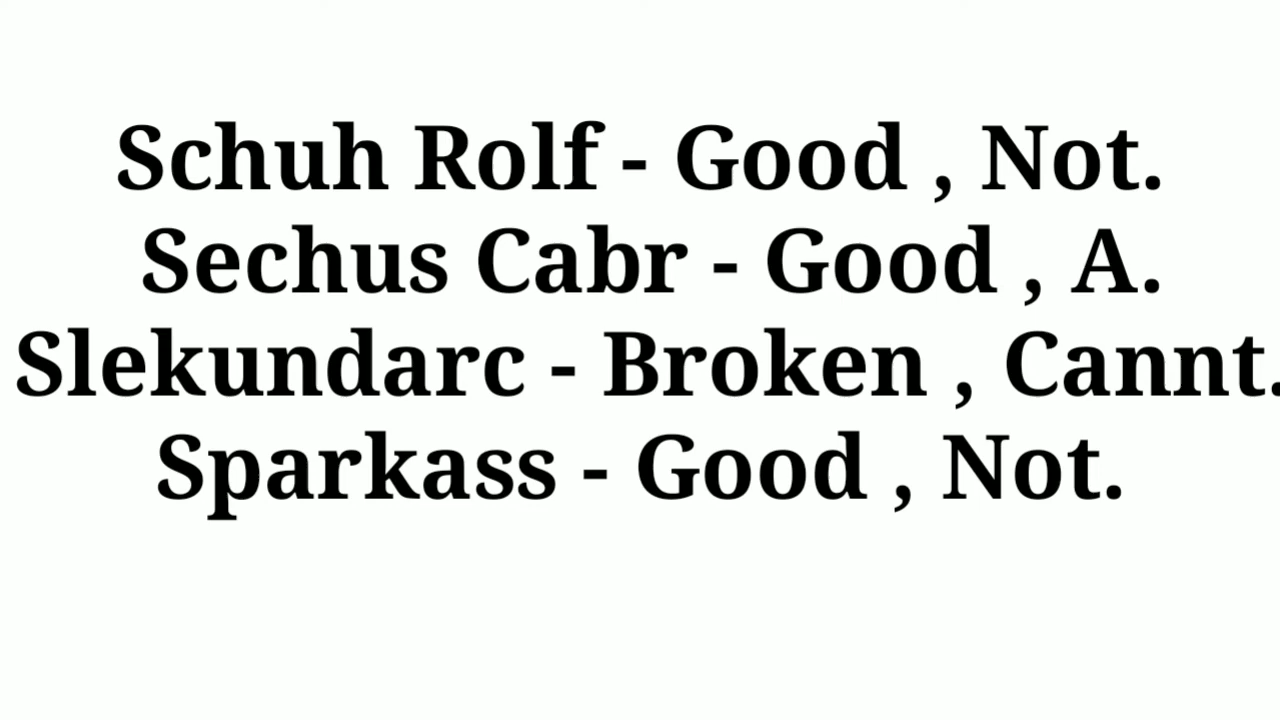 Schuh Rolf - Good , Not.
Sechus Cabr - Good , A.
Slekundarc - Broken , Cannt.
Sparkass - Good , Not.